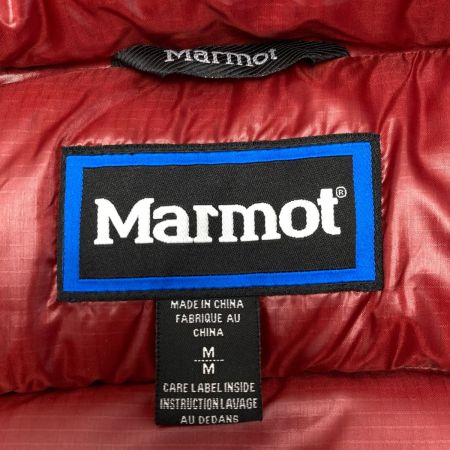 Marmot
Marmot®
MADE IN CHINA
FABRIQUE AU
CHINA
M
M
CARE LABEL INSIDE
INSTRUCTION LAVAGE
AU DEDANS